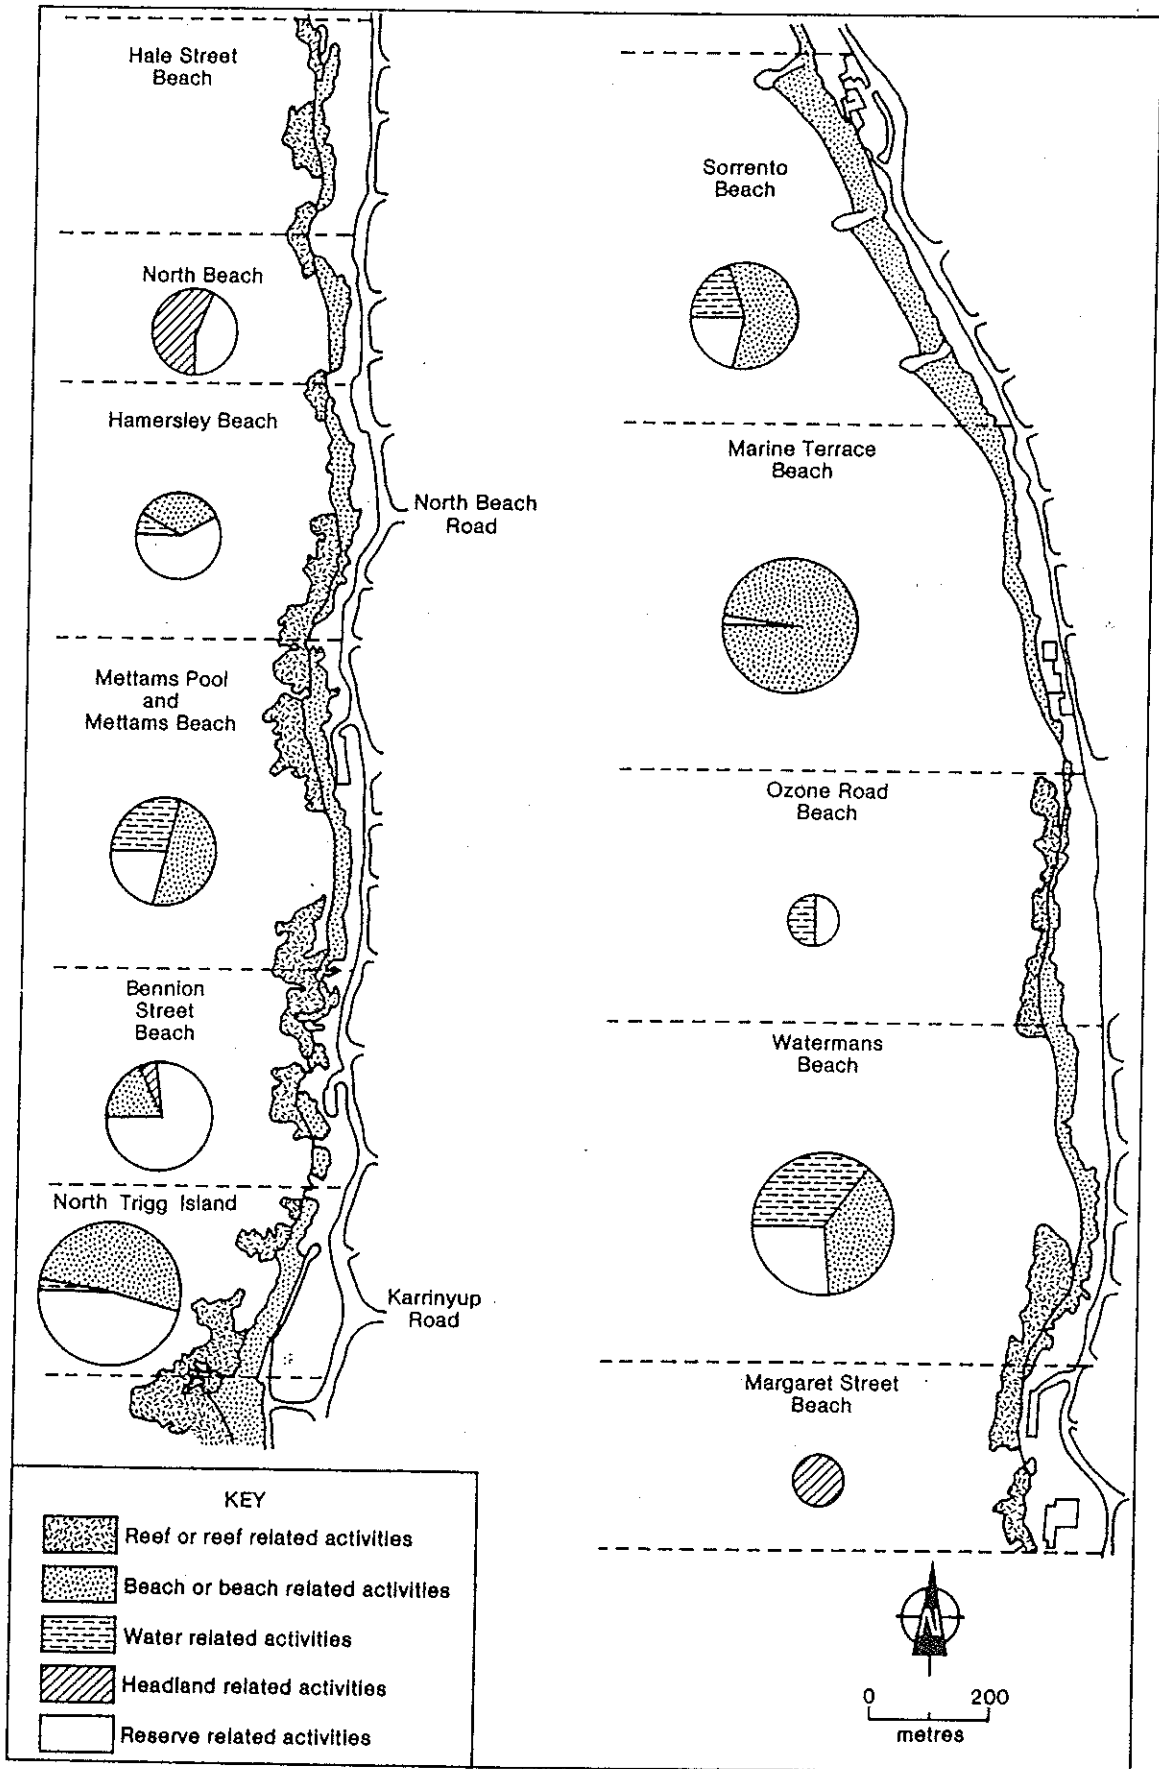 Hale Street
Beach
North Beach
Hamersley Beach
North Beach
Road
Mettams Pool
and
Mettams Beach
Bennion
Street
Beach
North Trigg Island
Karrinyup
Road
Sorrento
Beach
Marine Terrace
Beach
Ozone Road
Beach
Watermans
Beach
Margaret Street
Beach
KEY
Reef or reef related activities
Beach or beach related activities
Water related activities
Headland related activities
Reserve related activities
N
0 200
metres